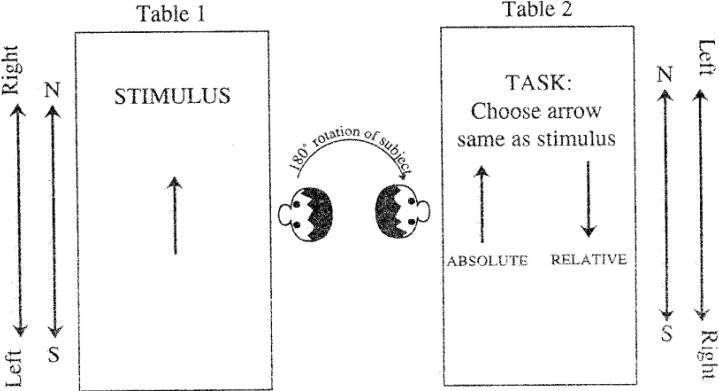 Table 1
Table 2
Right
N
STIMULUS
180° rotation of subject
TASK:
Choose arrow
same as stimulus
N
Left
ABSOLUTE
RELATIVE
Left
S
S
Right